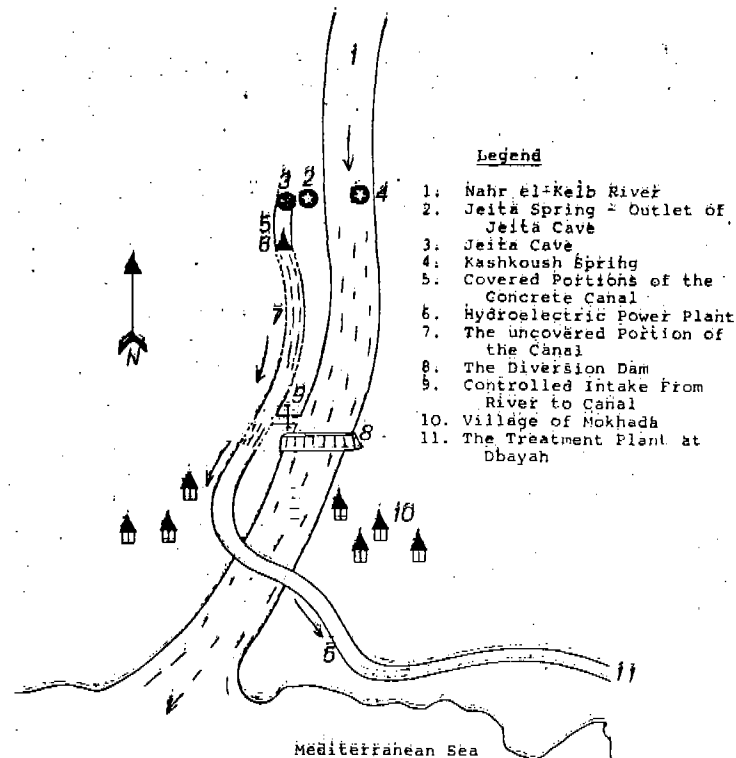 1
3 2 4
5
6
7
N
9
8
10
5
11
Legend
1. Nahr el-Kelb River
2. Jeita Spring - Outlet of
Jeita Cave
3. Jeita Cave
4. Kashkoush Spring
5. Covered Portions of the
Concrete Canal
6. Hydroelectric Power Plant
7. The uncovered Portion of
the Canal
8. The Diversion Dam
9. Controlled Intake From
River to Canal
10. Village of Mokhada
11. The Treatment Plant at
Dbayah
Mediterranean Sea